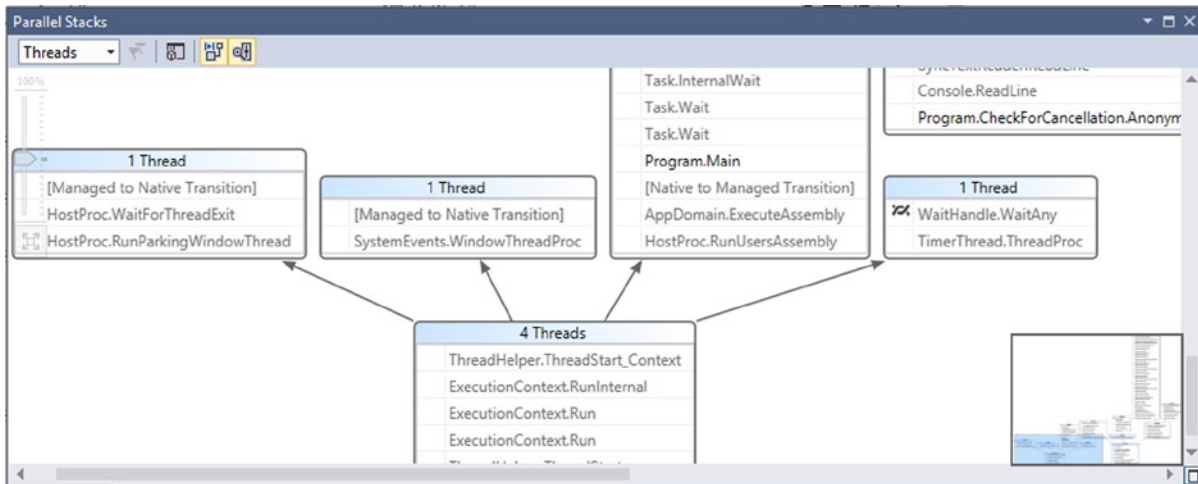 Parallel Stacks
Threads
100%
Task.InternalWait
Task.Wait
Task.Wait
Program.Main
[Native to Managed Transition]
AppDomain.ExecuteAssembly
HostProc.RunUsersAssembly
Console.ReadLine
Program.CheckForCancellation.Anonym
1 Thread
[Managed to Native Transition]
HostProc.WaitForThreadExit
HostProc.RunParkingWindowThread
1 Thread
[Managed to Native Transition]
SystemEvents.WindowThreadProc
1 Thread
WaitHandle.WaitAny
TimerThread.ThreadProc
4 Threads
ThreadHelper.ThreadStart_Context
ExecutionContext.RunInternal
ExecutionContext.Run
ExecutionContext.Run